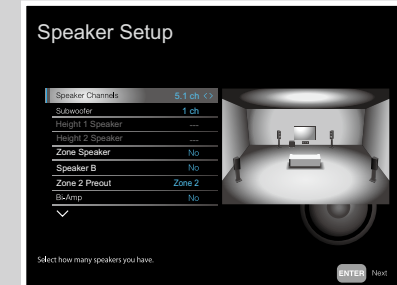 Speaker Setup
Speaker Channels 5.1 ch <>
Subwoofer 1 ch
Height 1 Speaker ---
Height 2 Speaker ---
Zone Speaker No
Speaker B No
Zone 2 Preout Zone 2
Bi-Amp No
Select how many speakers you have.
ENTER Next